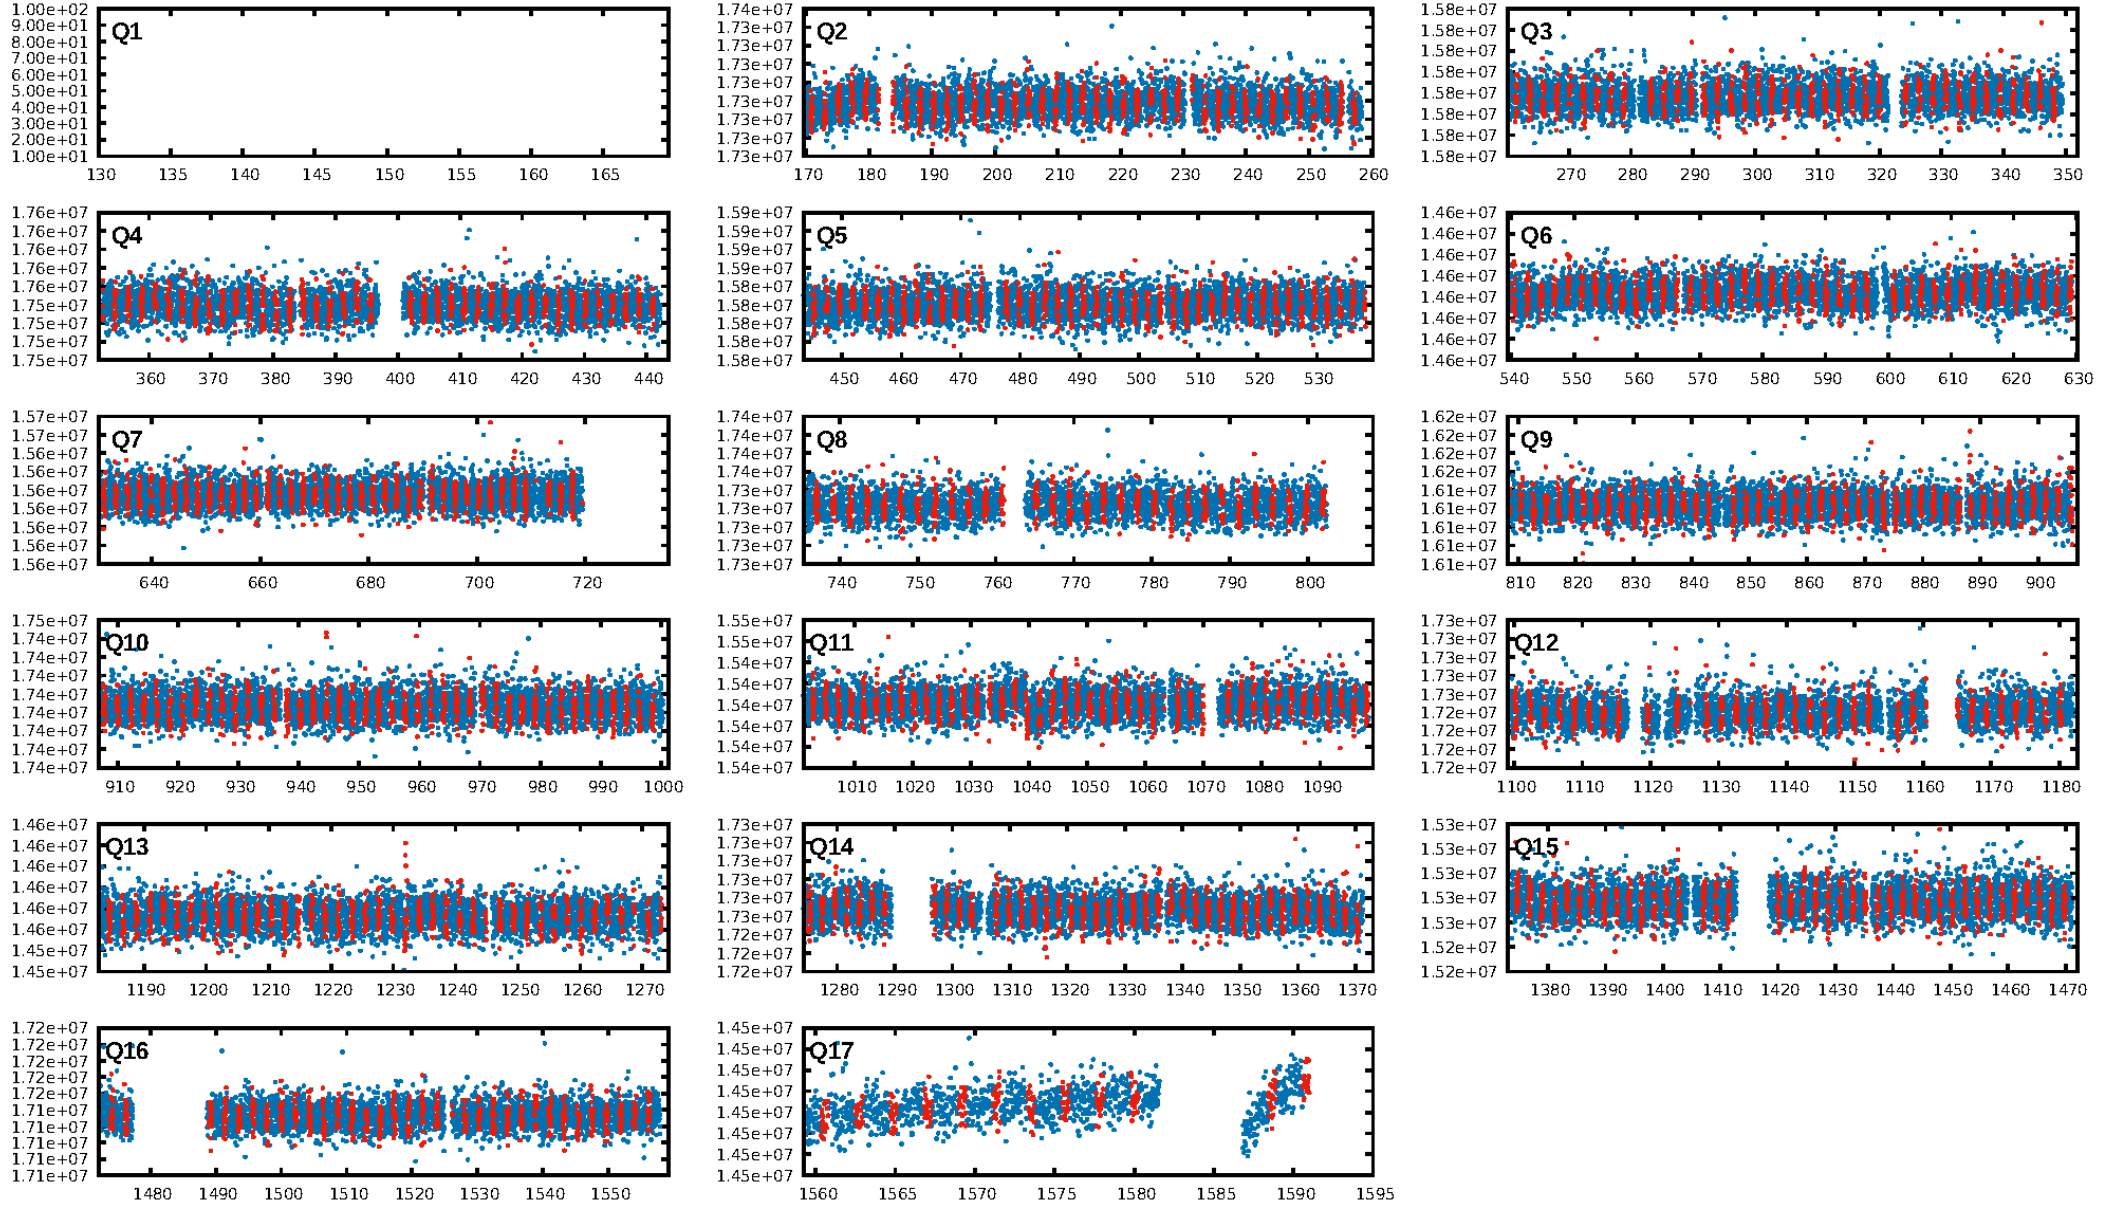 1.00e+02
9.00e+01
8.00e+01
7.00e+01
6.00e+01
5.00e+01
4.00e+01
3.00e+01
2.00e+01
1.00e+01
Q1
130 135 140 145 150 155 160 165
1.74e+07
1.73e+07
1.73e+07
1.73e+07
1.73e+07
1.73e+07
1.73e+07
1.73e+07
1.73e+07
Q2
170 180 190 200 210 220 230 240 250 260
1.58e+07
1.58e+07
1.58e+07
1.58e+07
1.58e+07
1.58e+07
1.58e+07
1.58e+07
Q3
270 280 290 300 310 320 330 340 350
1.76e+07
1.76e+07
1.76e+07
1.76e+07
1.76e+07
1.75e+07
1.75e+07
1.75e+07
1.75e+07
Q4
360 370 380 390 400 410 420 430 440
1.59e+07
1.59e+07
1.59e+07
1.59e+07
1.58e+07
1.58e+07
1.58e+07
1.58e+07
1.58e+07
Q5
450 460 470 480 490 500 510 520 530
1.46e+07
1.46e+07
1.46e+07
1.46e+07
1.46e+07
1.46e+07
1.46e+07
1.46e+07
Q6
540 550 560 570 580 590 600 610 620 630
1.57e+07
1.57e+07
1.56e+07
1.56e+07
1.56e+07
1.56e+07
1.56e+07
1.56e+07
1.56e+07
Q7
640 660 680 700 720
1.74e+07
1.74e+07
1.74e+07
1.74e+07
1.73e+07
1.73e+07
1.73e+07
1.73e+07
1.73e+07
Q8
740 750 760 770 780 790 800
1.62e+07
1.62e+07
1.62e+07
1.62e+07
1.61e+07
1.61e+07
1.61e+07
1.61e+07
1.61e+07
Q9
810 820 830 840 850 860 870 880 890 900
1.75e+07
1.74e+07
1.74e+07
1.74e+07
1.74e+07
1.74e+07
1.74e+07
1.74e+07
1.74e+07
Q10
910 920 930 940 950 960 970 980 990 1000
1.55e+07
1.55e+07
1.54e+07
1.54e+07
1.54e+07
1.54e+07
1.54e+07
1.54e+07
Q11
1010 1020 1030 1040 1050 1060 1070 1080 1090
1.73e+07
1.73e+07
1.73e+07
1.73e+07
1.73e+07
1.72e+07
1.72e+07
1.72e+07
1.72e+07
Q12
1100 1110 1120 1130 1140 1150 1160 1170 1180
1.46e+07
1.46e+07
1.46e+07
1.46e+07
1.46e+07
1.46e+07
1.45e+07
1.45e+07
Q13
1190 1200 1210 1220 1230 1240 1250 1260 1270
1.73e+07
1.73e+07
1.73e+07
1.73e+07
1.73e+07
1.73e+07
1.72e+07
1.72e+07
1.72e+07
Q14
1280 1290 1300 1310 1320 1330 1340 1350 1360 1370
1.53e+07
1.53e+07
1.53e+07
1.53e+07
1.53e+07
1.52e+07
1.52e+07
Q15
1380 1390 1400 1410 1420 1430 1440 1450 1460 1470
1.72e+07
1.72e+07
1.72e+07
1.72e+07
1.72e+07
1.71e+07
1.71e+07
1.71e+07
1.71e+07
1.71e+07
Q16
1480 1490 1500 1510 1520 1530 1540 1550
1.45e+07
1.45e+07
1.45e+07
1.45e+07
1.45e+07
1.45e+07
1.45e+07
1.45e+07
Q17
1560 1565 1570 1575 1580 1585 1590 1595